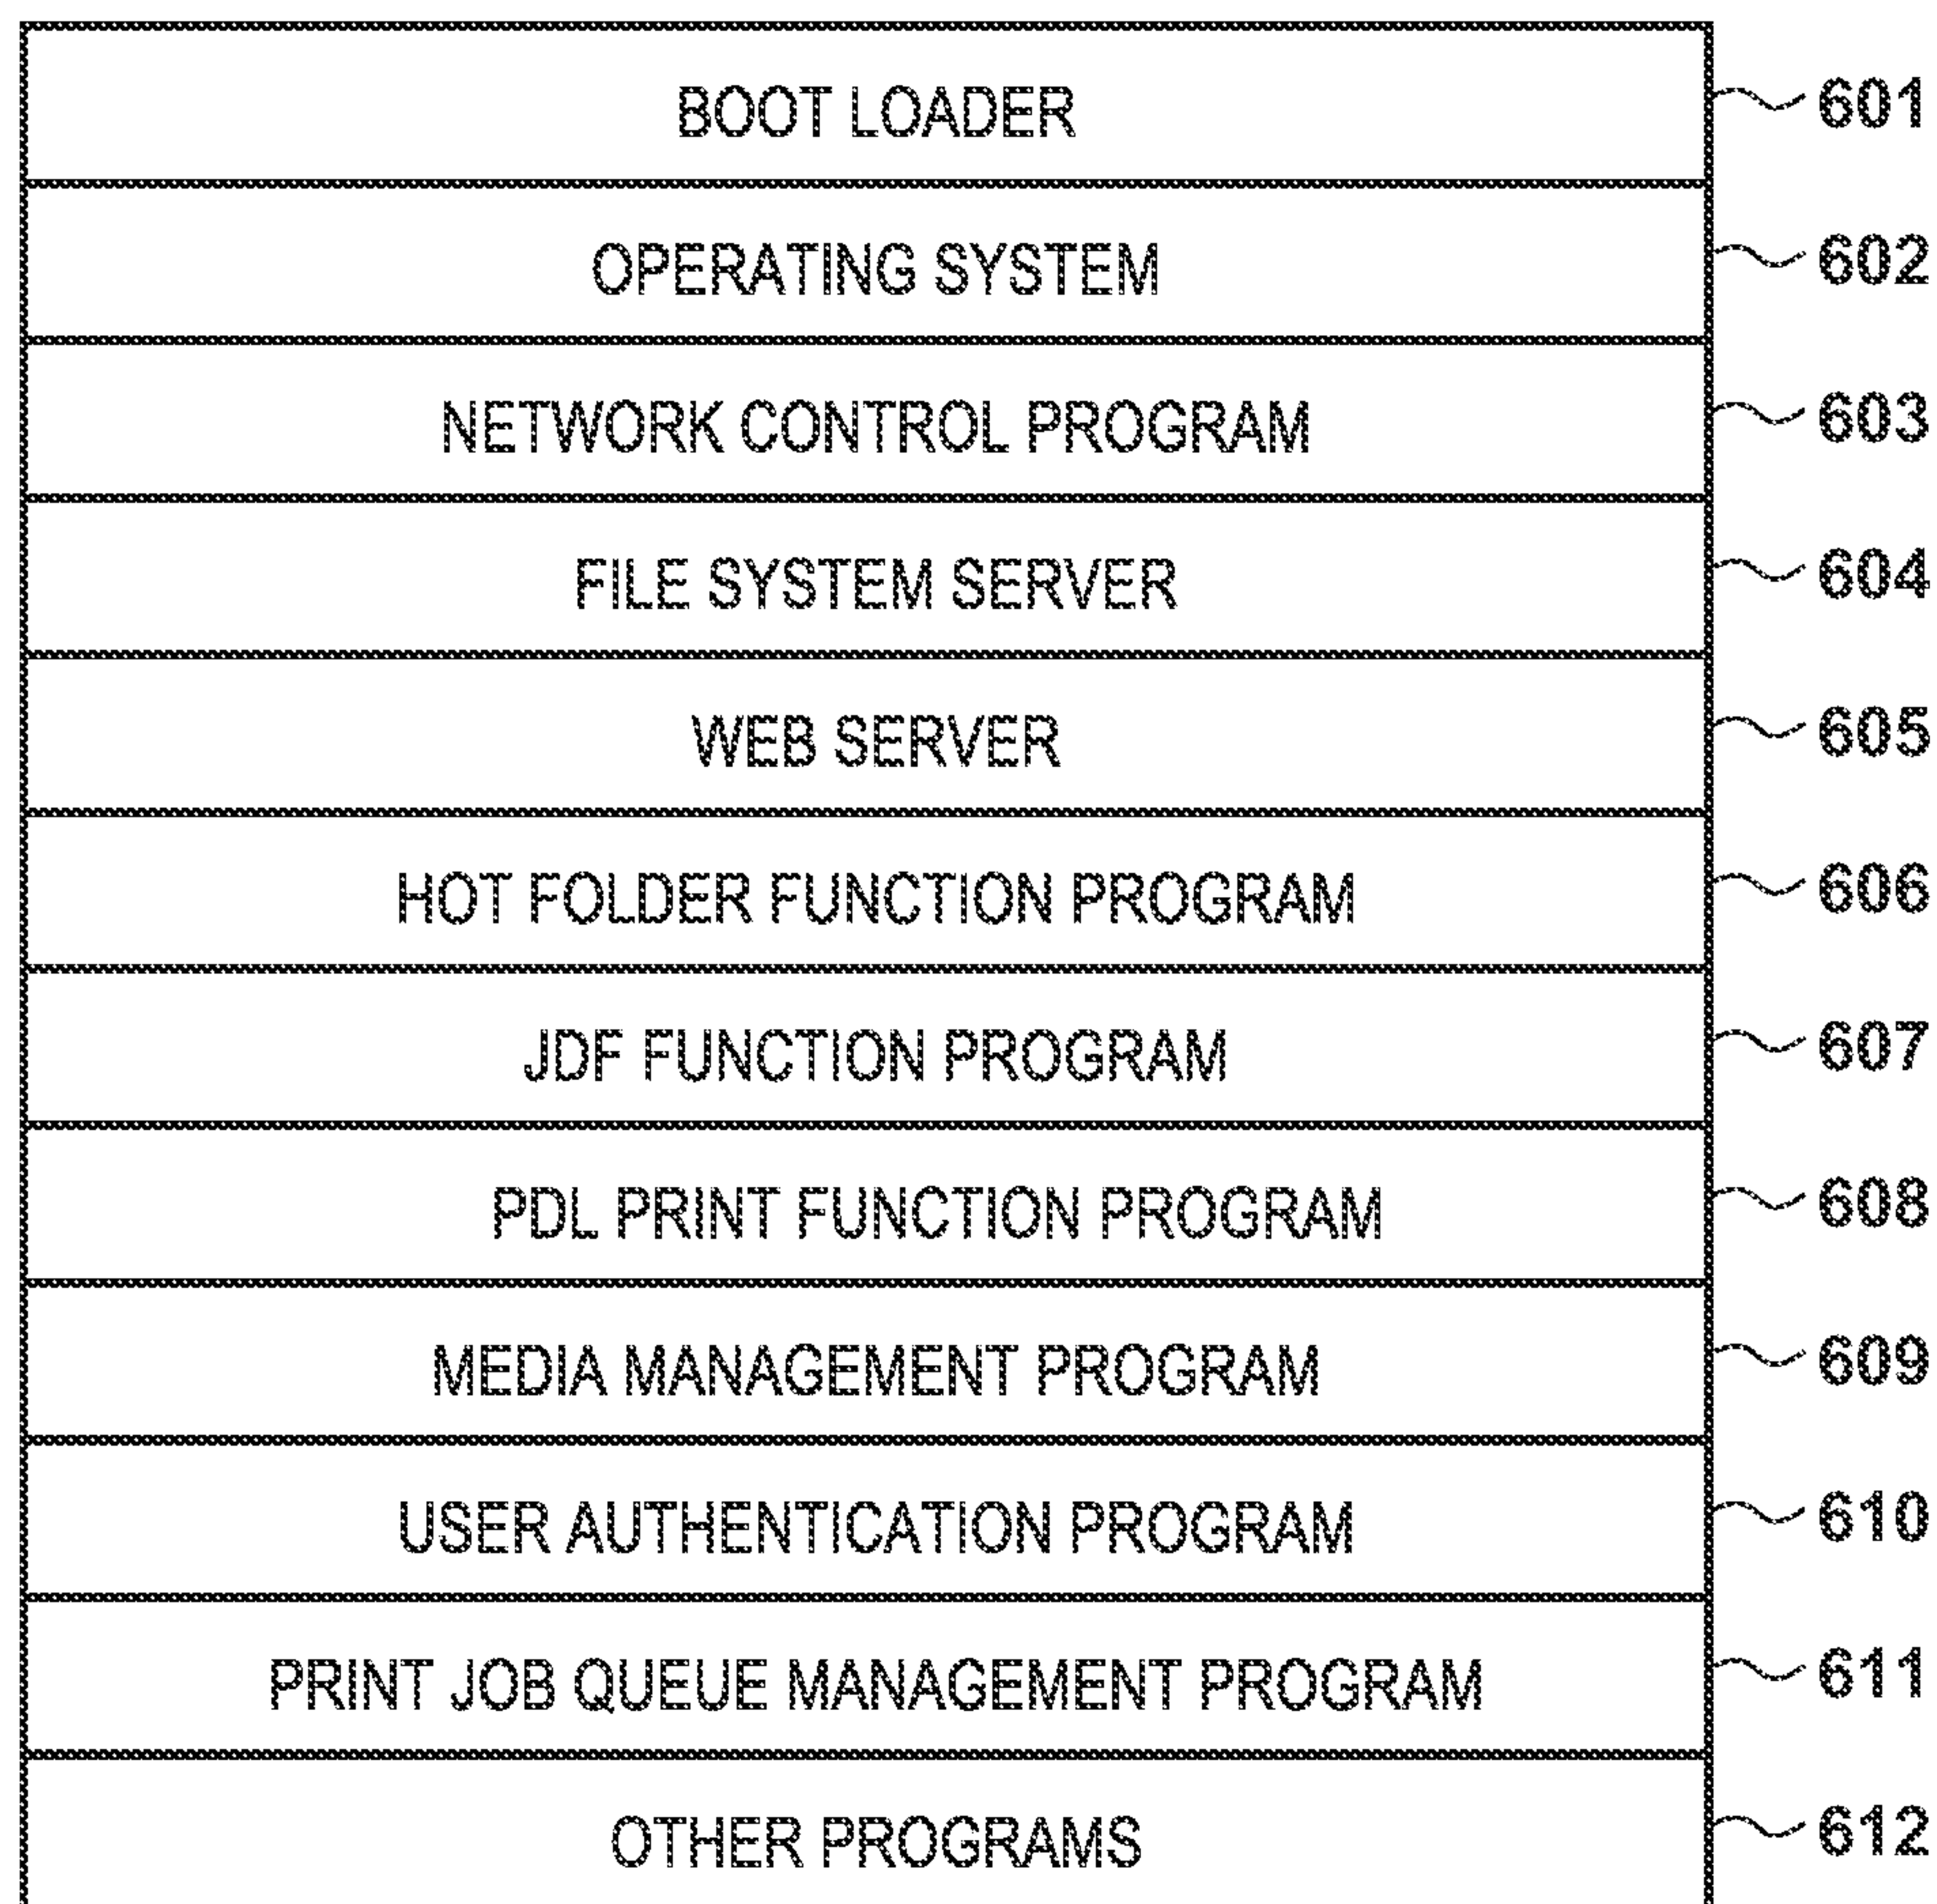 BOOT LOADER 601
OPERATING SYSTEM 602
NETWORK CONTROL PROGRAM 603
FILE SYSTEM SERVER 604
WEB SERVER 605
HOT FOLDER FUNCTION PROGRAM 606
JDF FUNCTION PROGRAM 607
PDL PRINT FUNCTION PROGRAM 608
MEDIA MANAGEMENT PROGRAM 609
USER AUTHENTICATION PROGRAM 610
PRINT JOB QUEUE MANAGEMENT PROGRAM 611
OTHER PROGRAMS 612